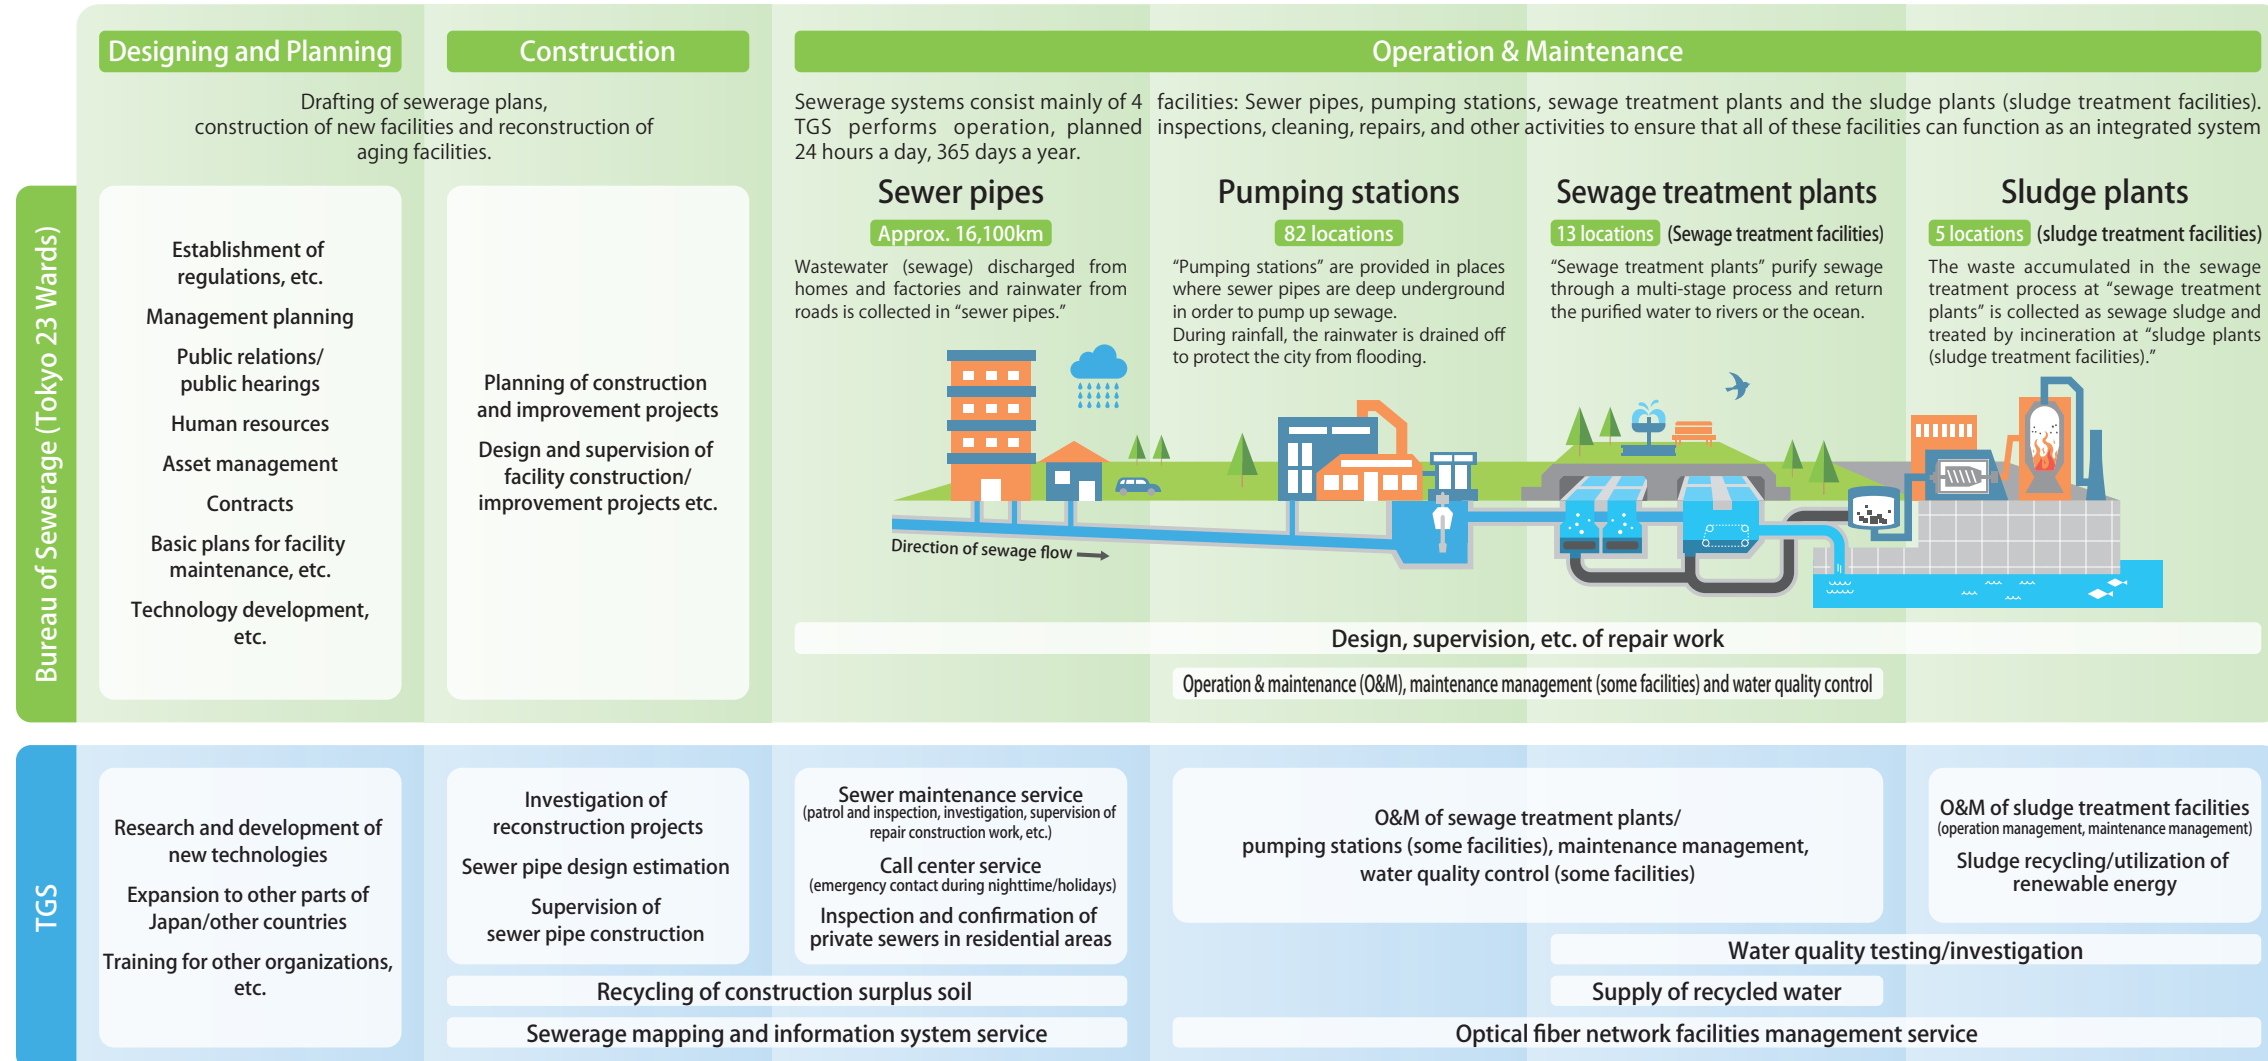 Designing and Planning
Construction
Operation & Maintenance
Drafting of sewerage plans,
construction of new facilities and reconstruction of
aging facilities.
Sewerage systems consist mainly of 4 facilities: Sewer pipes, pumping stations, sewage treatment plants and the sludge plants (sludge treatment facilities).
TGS performs operation, planned inspections, cleaning, repairs, and other activities to ensure that all of these facilities can function as an integrated system
24 hours a day, 365 days a year.
Bureau of Sewerage (Tokyo 23 Wards)
Establishment of
regulations, etc.
Management planning
Public relations/
public hearings
Human resources
Asset management
Contracts
Basic plans for facility
maintenance, etc.
Technology development,
etc.
Planning of construction
and improvement projects
Design and supervision of
facility construction/
improvement projects etc.
Sewer pipes
Approx. 16,100km
Wastewater (sewage) discharged from
homes and factories and rainwater from
roads is collected in “sewer pipes.”
Pumping stations
82 locations
“Pumping stations” are provided in places
where sewer pipes are deep underground
in order to pump up sewage.
During rainfall, the rainwater is drained off
to protect the city from flooding.
Sewage treatment plants
13 locations (Sewage treatment facilities)
“Sewage treatment plants” purify sewage
through a multi-stage process and return
the purified water to rivers or the ocean.
Sludge plants
5 locations (sludge treatment facilities)
The waste accumulated in the sewage
treatment process at “sewage treatment
plants” is collected as sewage sludge and
treated by incineration at “sludge plants
(sludge treatment facilities).”
Direction of sewage flow
Design, supervision, etc. of repair work
Operation & maintenance (O&M), maintenance management (some facilities) and water quality control
TGS
Research and development of
new technologies
Expansion to other parts of
Japan/other countries
Training for other organizations,
etc.
Investigation of
reconstruction projects
Sewer pipe design estimation
Supervision of
sewer pipe construction
Sewer maintenance service
(patrol and inspection, investigation, supervision of
repair construction work, etc.)
Call center service
(emergency contact during nighttime/holidays)
Inspection and confirmation of
private sewers in residential areas
Recycling of construction surplus soil
Sewerage mapping and information system service
O&M of sewage treatment plants/
pumping stations (some facilities), maintenance management,
water quality control (some facilities)
O&M of sludge treatment facilities
(operation management, maintenance management)
Sludge recycling/utilization of
renewable energy
Water quality testing/investigation
Supply of recycled water
Optical fiber network facilities management service